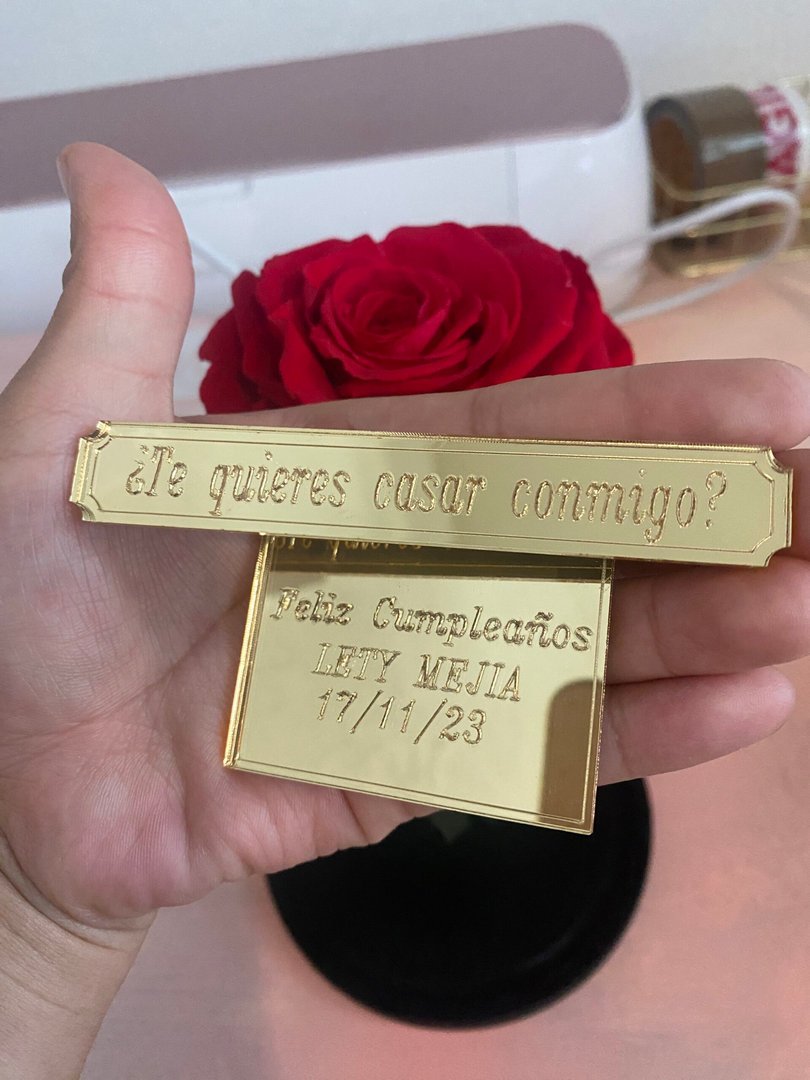 ¿Te quieres casar conmigo?
Feliz Cumpleaños
LETY MEJIA
17/11/23